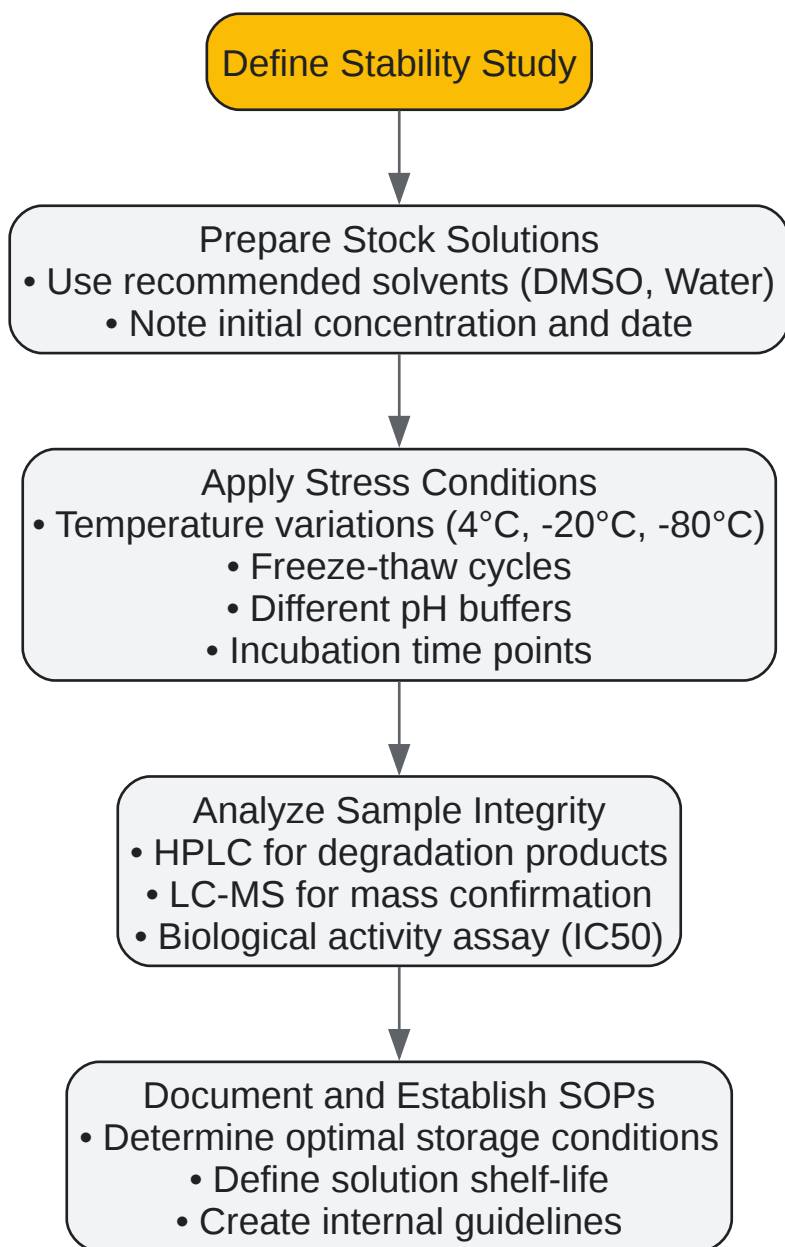 Define Stability Study
Prepare Stock Solutions
• Use recommended solvents (DMSO, Water)
• Note initial concentration and date
Apply Stress Conditions
• Temperature variations (4°C, -20°C, -80°C)
• Freeze-thaw cycles
• Different pH buffers
• Incubation time points
Analyze Sample Integrity
• HPLC for degradation products
• LC-MS for mass confirmation
• Biological activity assay (IC50)
Document and Establish SOPs
• Determine optimal storage conditions
• Define solution shelf-life
• Create internal guidelines